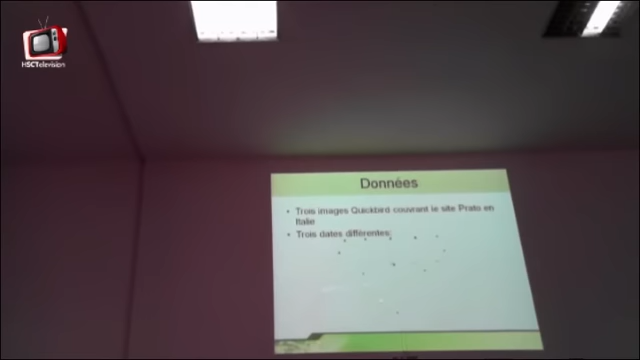 HSCTelevision
Données
• Trois images Quickbird couvrant le site Prato en
Italie
• Trois dates différentes: